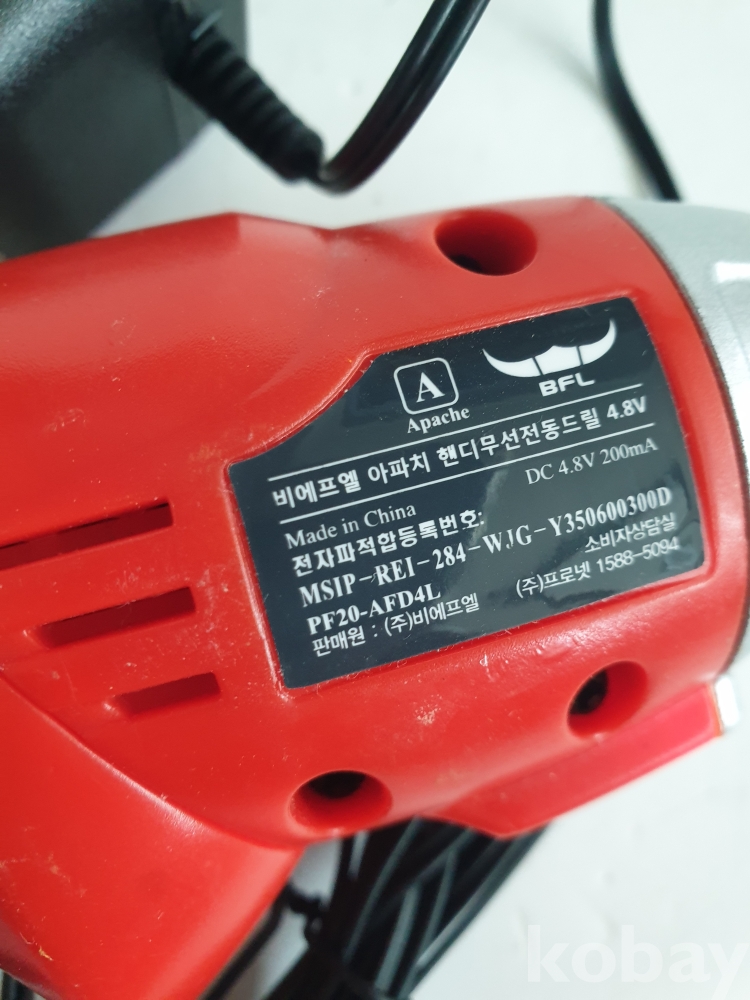 A
Apache
BFL
비에프엘 아파치 핸디무선전동드릴 4.8V
DC 4.8V 200mA
Made in China
전자파적합등록번호:
MSIP-REI-284-WJG-Y350600300D
PF20-AFD4L
소비자상담실
판매원 : (주)비에프엘
(주)프로넷 1588-5094
kobay